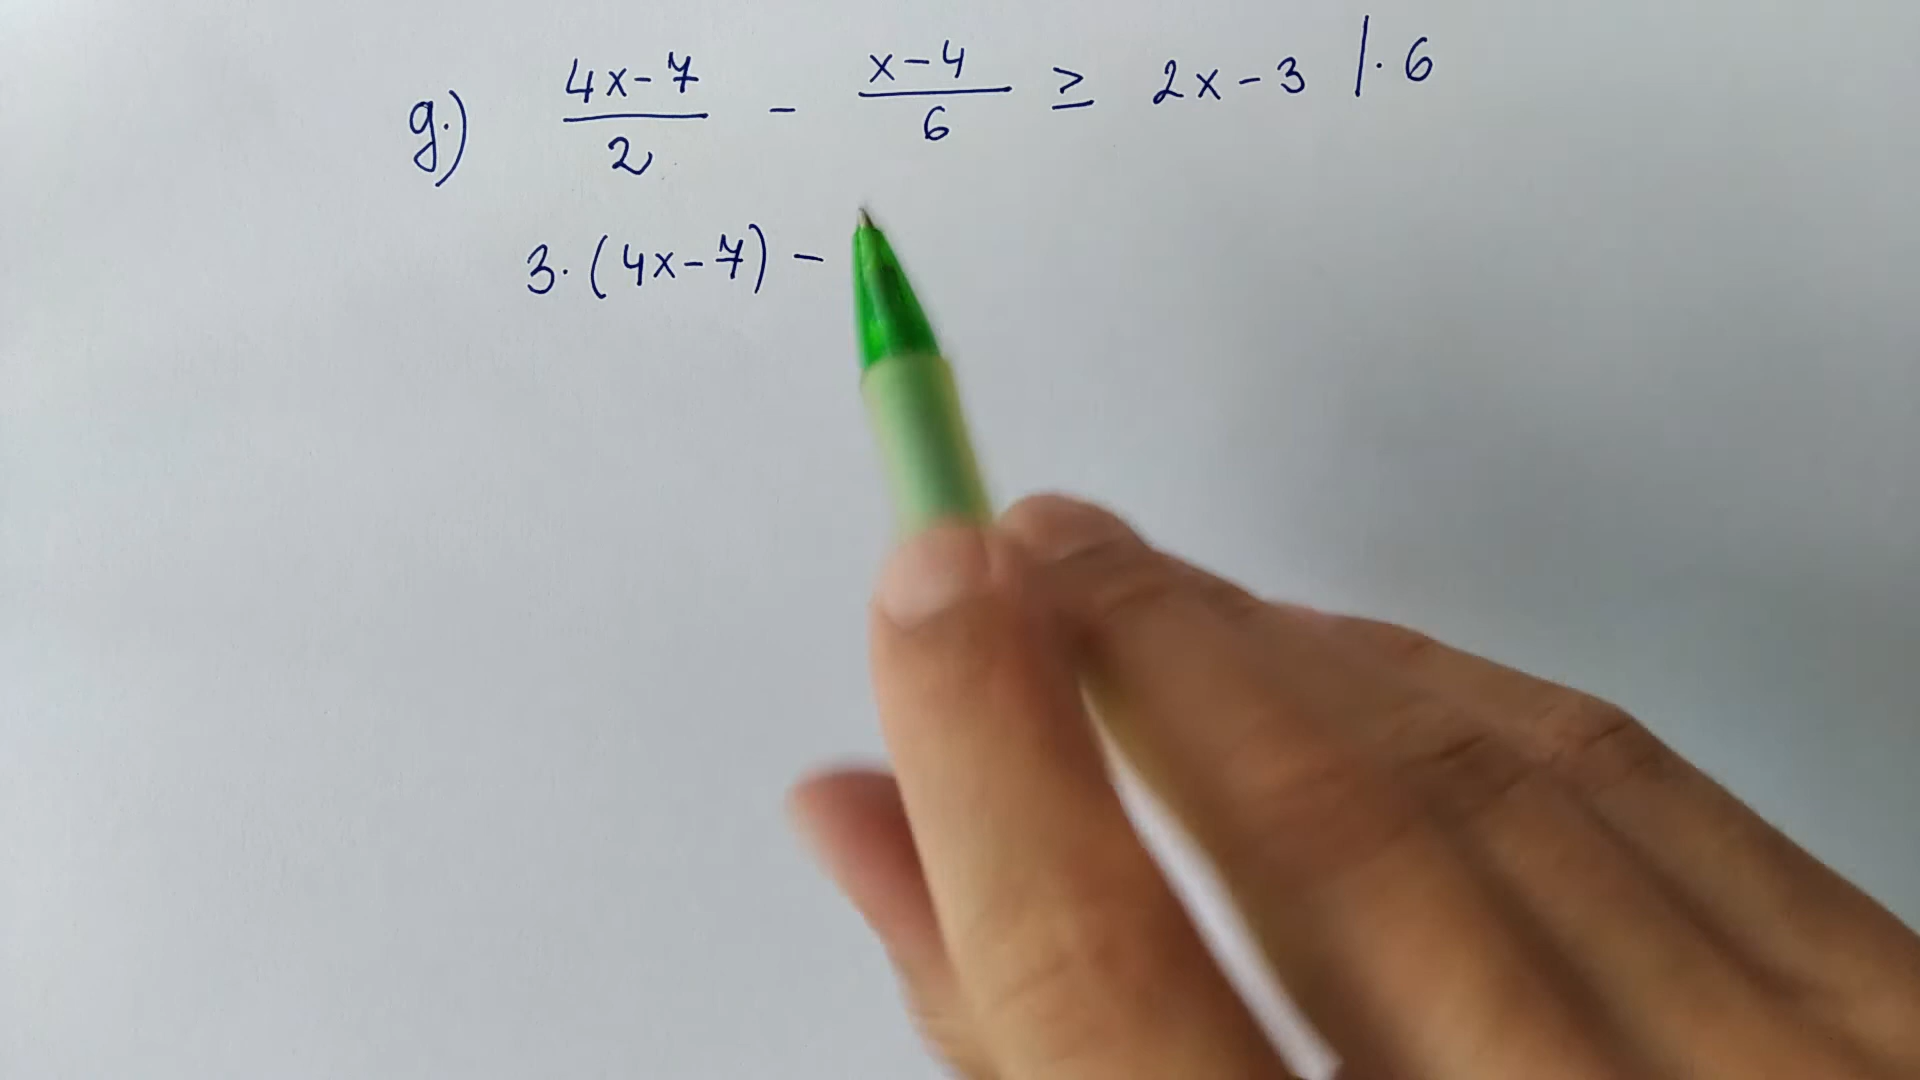 g.) (4x-7)/2 - (x-4)/6 ≥ 2x-3 /·6
3·(4x-7) -